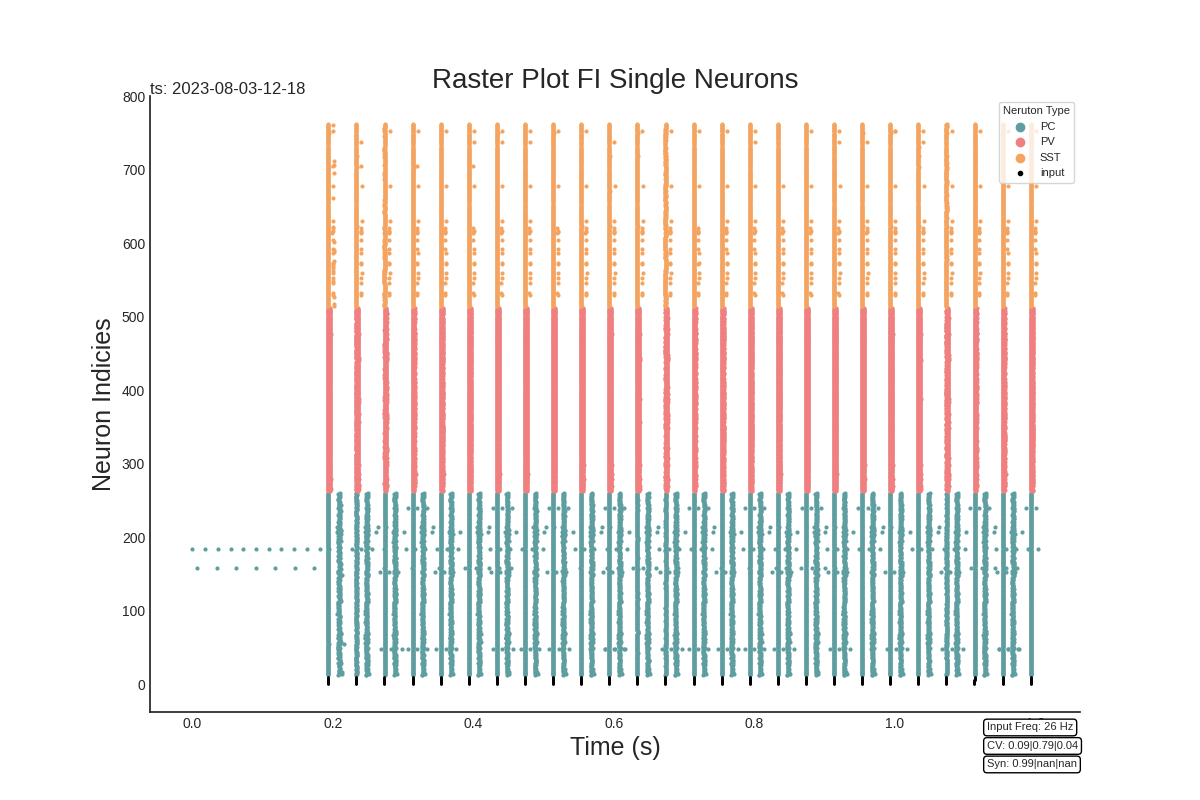 Raster Plot FI Single Neurons
ts: 2023-08-03-12-18
Neruton Type
PC
PV
SST
input
800
700
600
500
400
300
200
100
0
Neuron Indicies
0.0
0.2
0.4
0.6
0.8
1.0
Time (s)
Input Freq: 26 Hz
CV: 0.09|0.79|0.04
Syn: 0.99|nan|nan